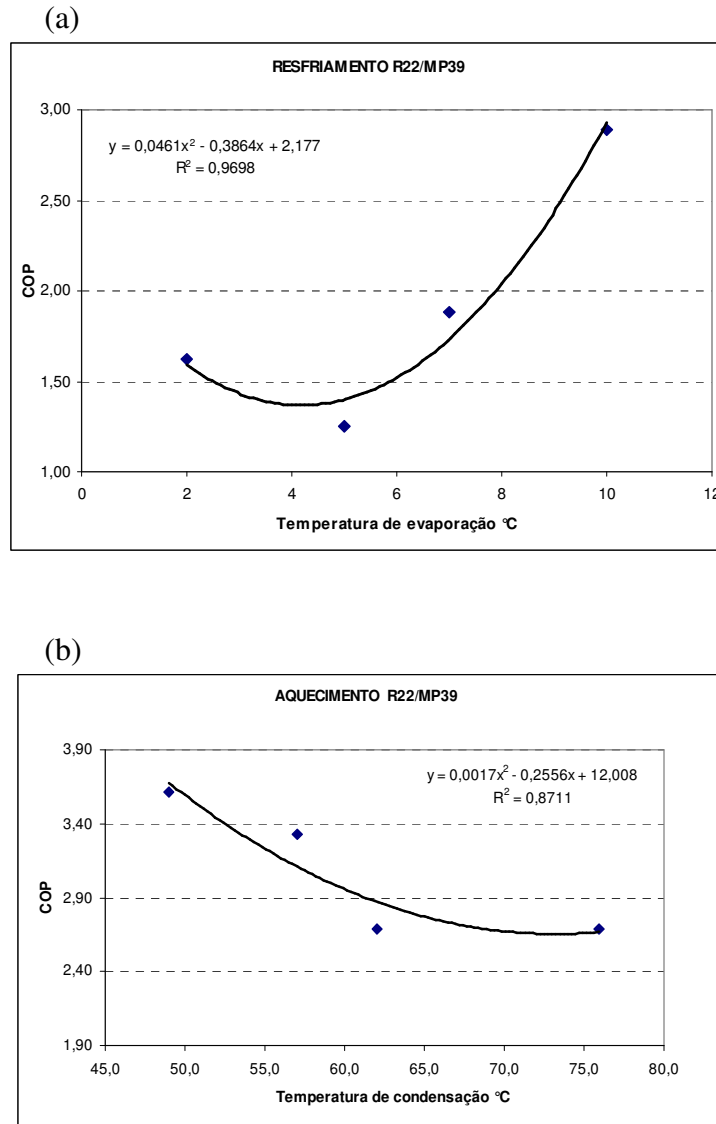 (a)
RESFRIAMENTO R22/MP39
3,00
y = 0,0461x² - 0,3864x + 2,177
R² = 0,9698
2,50
COP
2,00
1,50
1,00
0 2 4 6 8 10 12
Temperatura de evaporação °C
(b)
AQUECIMENTO R22/MP39
3,90
y = 0,0017x² - 0,2556x + 12,008
R² = 0,8711
3,40
COP
2,90
2,40
1,90
45,0 50,0 55,0 60,0 65,0 70,0 75,0 80,0
Temperatura de condensação °C